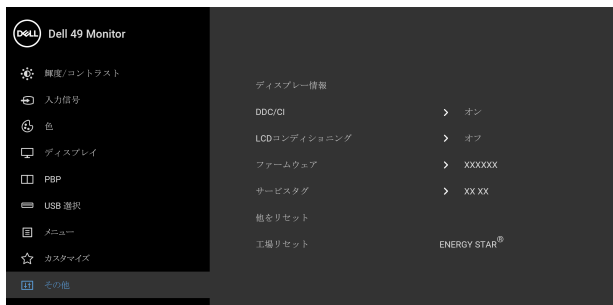 DELL Dell 49 Monitor
輝度/コントラスト
入力信号
色
ディスプレイ
PBP
USB 選択
メニュー
カスタマイズ
その他
ディスプレー情報
DDC/CI > オン
LCDコンディショニング > オフ
ファームウェア > XXXXXX
サービスタグ > XX XX
他をリセット
工場リセット ENERGY STAR®